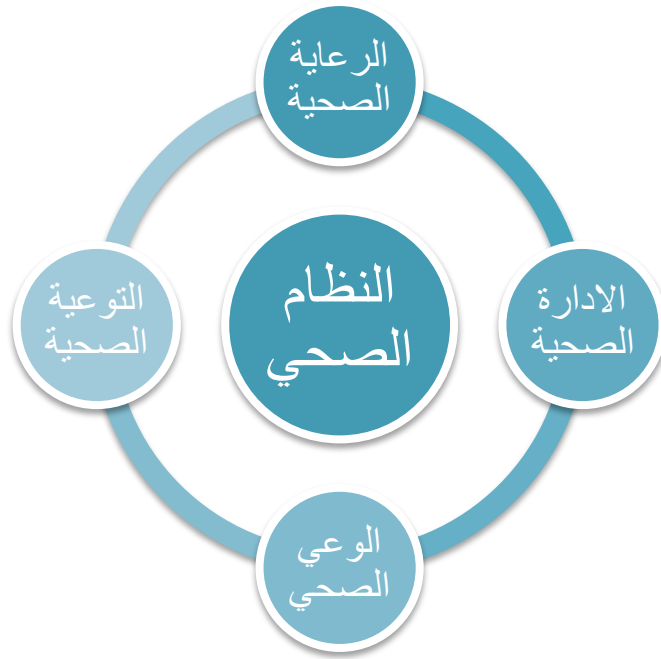 الرعاية
الصحية
النظام
الصحي
الادارة
الصحية
الوعي
الصحي
التوعية
الصحية